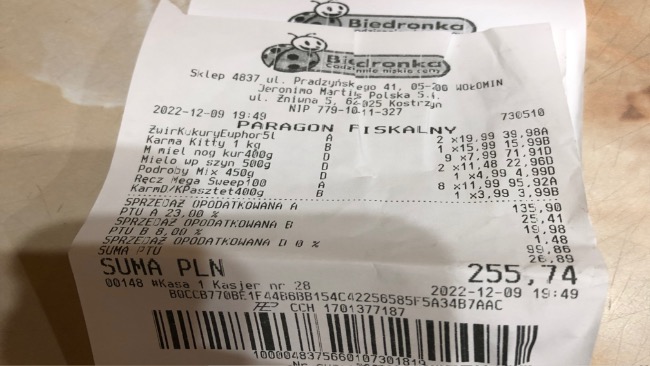 Biedronka
Biedronka
Codziennie niskie ceny
Sklep 4837 ul. Pradzyńskiego 41, 05-200 WOŁOMIN
Jeronimo Martins Polska S.A.
ul. Żniwna 5, 62-025 Kostrzyn
NIP 779-10-11-327
2022-12-09 19:49 730510
PARAGON FISKALNY
ŻwirKukuryEuphor5l A 2 x19,99 39,98A
Karma Kitty 1 kg B 1 x15,99 15,99B
M miel nog kur400g D 9 x7,99 71,91D
Mielo wp szyn 500g D 2 x11,48 22,96D
Podroby Mix 450g D 1 x4,99 4,99D
Ręcz Mega Sweep100 A 8 x11,99 95,92A
KarmD/KPasztet400g B 1 x3,99 3,99B
SPRZEDAŻ OPODATKOWANA A 135,90
PTU A 23,00 % 25,41
SPRZEDAŻ OPODATKOWANA B 19,98
PTU B 8,00 % 1,48
SPRZEDAŻ OPODATKOWANA D 0 % 99,86
SUMA PTU 26,89
SUMA PLN 255,74
00148 #Kasa 1 Kasjer nr 28 2022-12-09 19:49
CCH 1701377187